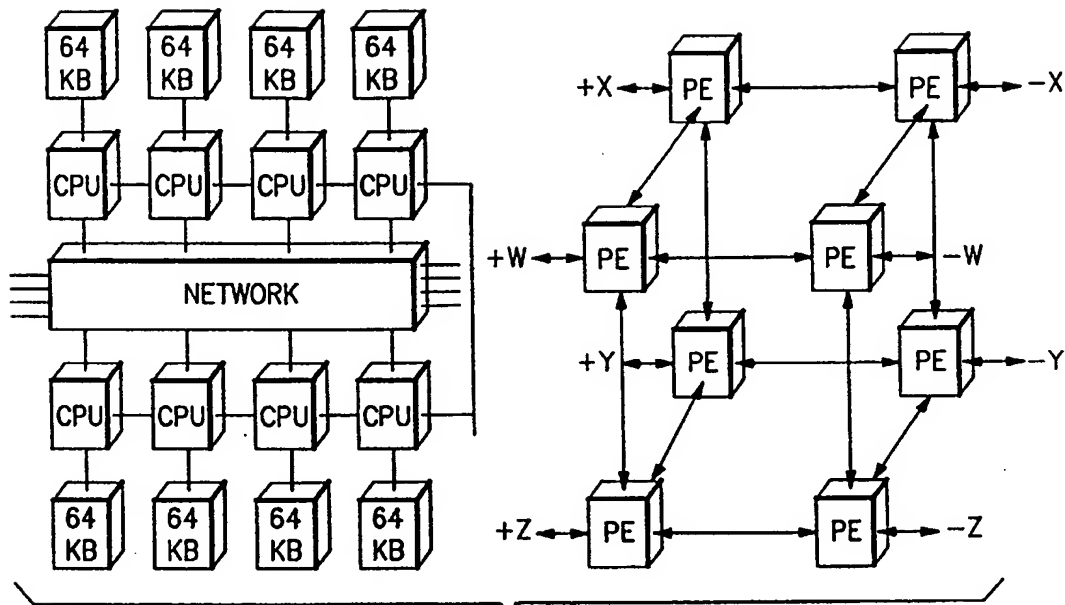 64 KB
64 KB
64 KB
64 KB
CPU
CPU
CPU
CPU
NETWORK
CPU
CPU
CPU
CPU
64 KB
64 KB
64 KB
64 KB
+X
PE
PE
-X
+W
PE
PE
-W
+Y
PE
PE
-Y
+Z
PE
PE
-Z